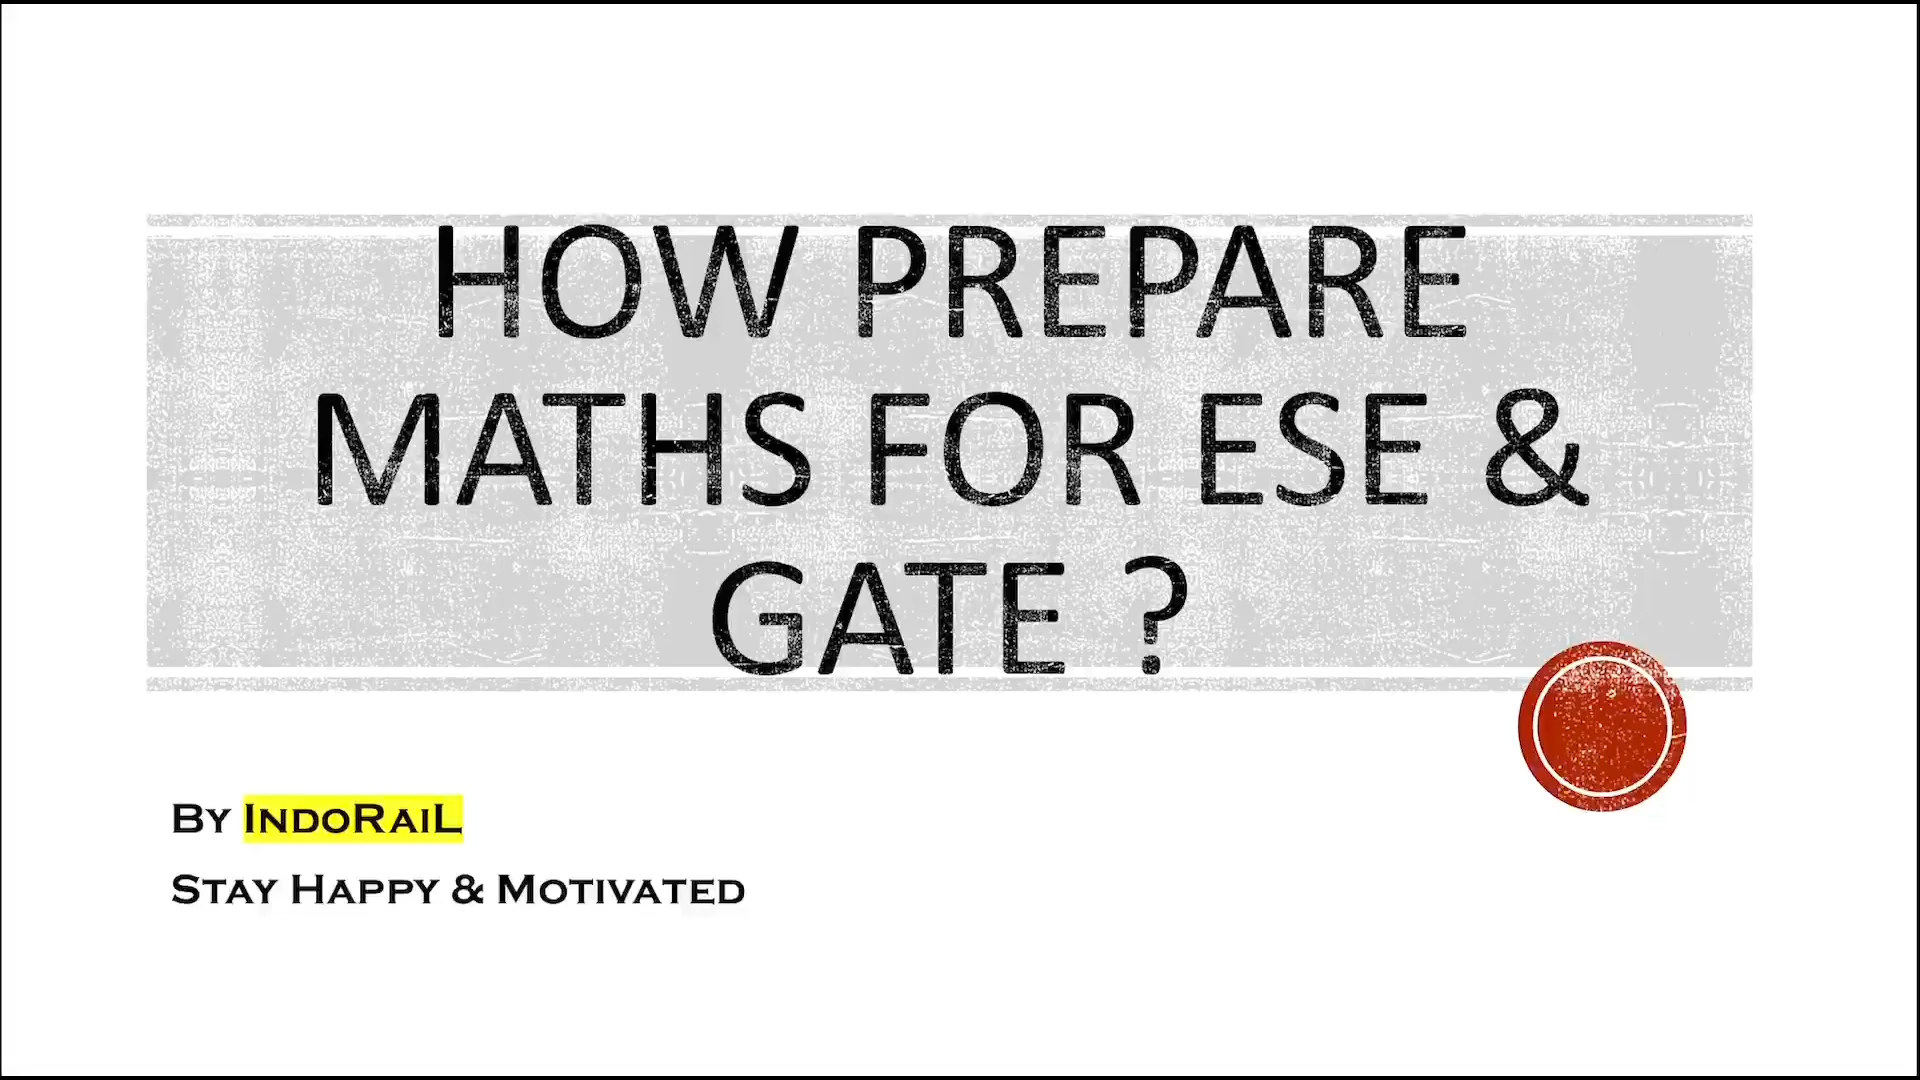 HOW PREPARE
MATHS FOR ESE &
GATE ?
By IndoRaiL
Stay Happy & Motivated